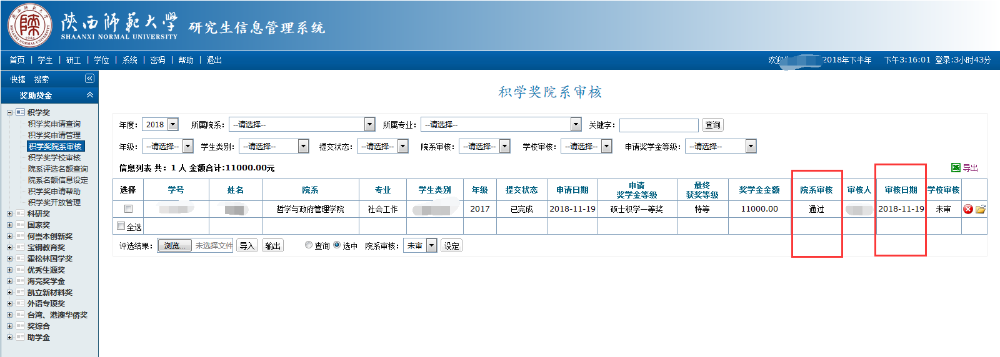 陕西师范大学
SHAANXI NORMAL UNIVERSITY
1944
研究生信息管理系统
首页 | 学生 | 研工 | 学位 | 系统 | 密码 | 帮助 | 退出
欢迎 2018年下半年 下午3:16:01 登录:3小时43分
快捷 搜索
奖助贷金
积学奖
积学奖申请查询
积学奖申请管理
积学奖院系审核
积学奖学校审核
院系评选名额查询
院系名额信息设定
积学奖申请帮助
积学奖开放管理
科研奖
国家奖
何崇本创新奖
宝钢教育奖
霍松林国学奖
优秀生源奖
海亮奖学金
凯立新材料奖
外语专项奖
台湾、港澳华侨奖
奖综合
助学金
积学奖院系审核
年度: 2018 所属院系: --请选择-- 所属专业: --请选择-- 关键字: 查询
年级: --请选择-- 学生类别: --请选择-- 提交状态: --请选择-- 院系审核: --请选择-- 学校审核: --请选择-- 申请奖学金等级: --请选择--
信息列表 共: 1 人 金额合计:11000.00元 导出
选择 学号 姓名 院系 专业 学生类别 年级 提交状态 申请日期 申请奖学金等级 最终获奖等级 奖学金金额 院系审核 审核人 审核日期 学校审核
哲学与政府管理学院 社会工作 2017 已完成 2018-11-19 硕士积学一等奖 特等 11000.00 通过 2018-11-19 未审
全选
评选结果: 浏览... 未选择文件 导入 输出 查询 选中 院系审核: 未审 设定